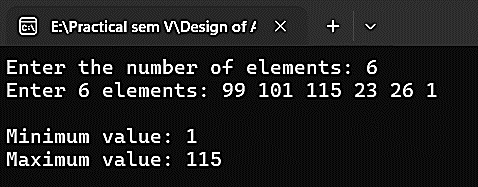 E:\Practical sem V\Design of A
Enter the number of elements: 6
Enter 6 elements: 99 101 115 23 26 1
Minimum value: 1
Maximum value: 115